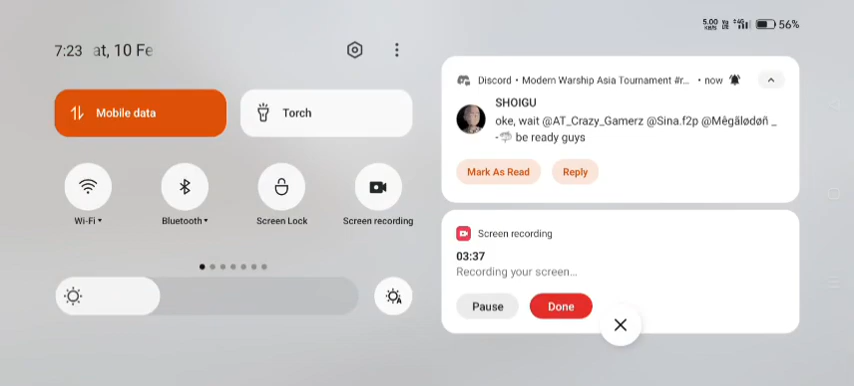 5.00 KB/S 56%
7:23 at, 10 Fe
Mobile data
Torch
Wi-Fi
Bluetooth
Screen Lock
Screen recording
Discord • Modern Warship Asia Tournament #r... • now
SHOIGU
oke, wait @AT_Crazy_Gamerz @Sina.f2p @Mêgãlødøñ _
- be ready guys
Mark As Read
Reply
Screen recording
03:37
Recording your screen...
Pause
Done